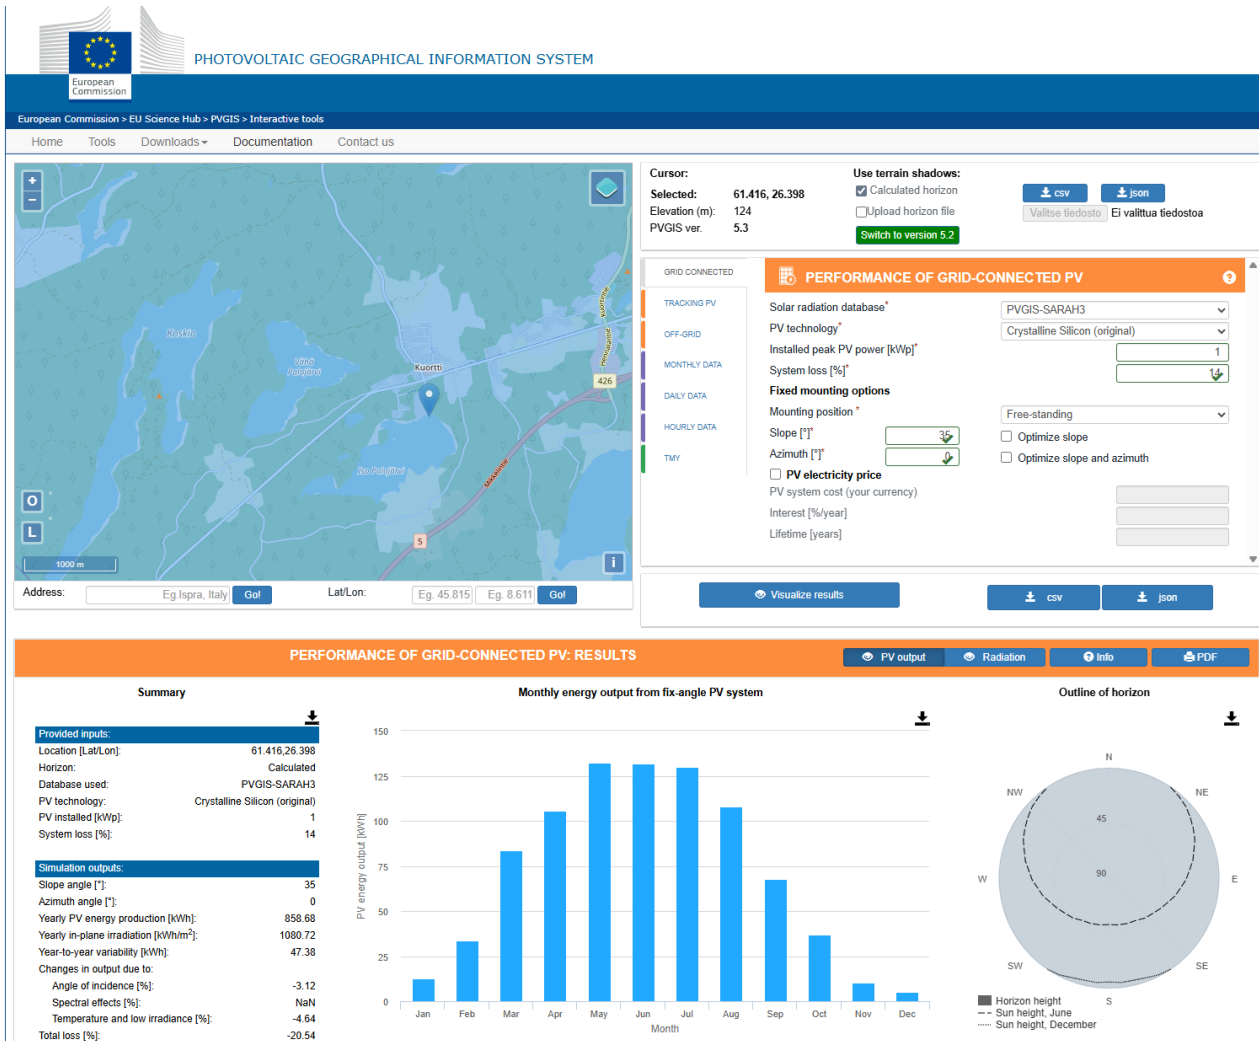 PHOTOVOLTAIC GEOGRAPHICAL INFORMATION SYSTEM
European
Commission
European Commission > EU Science Hub > PVGIS > Interactive tools
Home Tools Downloads Documentation Contact us
+
−
Koskio
Vähä
Palojärvi
Kuortti
Iso Palojärvi
Kuortintie
426
Mikkelintie
5
O
L
1000 m
i
Address: Eg.Ispra, Italy Go! Lat/Lon: Eg. 45.815 Eg. 8.611 Go!
Cursor:
Selected: 61.416, 26.398
Elevation (m): 124
PVGIS ver. 5.3
Use terrain shadows:
Calculated horizon
Upload horizon file
Switch to version 5.2
csv json
Valitse tiedosto Ei valittua tiedostoa
GRID CONNECTED
TRACKING PV
OFF-GRID
MONTHLY DATA
DAILY DATA
HOURLY DATA
TMY
PERFORMANCE OF GRID-CONNECTED PV ?
Solar radiation database* PVGIS-SARAH3
PV technology* Crystalline Silicon (original)
Installed peak PV power [kWp]* 1
System loss [%]* 14
Fixed mounting options
Mounting position * Free-standing
Slope [°]* 35 Optimize slope
Azimuth [°]* 0 Optimize slope and azimuth
PV electricity price
PV system cost (your currency)
Interest [%/year]
Lifetime [years]
Visualize results csv json
PERFORMANCE OF GRID-CONNECTED PV: RESULTS PV output Radiation Info PDF
Summary
Provided inputs:
Location [Lat/Lon]: 61.416,26.398
Horizon: Calculated
Database used: PVGIS-SARAH3
PV technology: Crystalline Silicon (original)
PV installed [kWp]: 1
System loss [%]: 14
Simulation outputs:
Slope angle [°]: 35
Azimuth angle [°]: 0
Yearly PV energy production [kWh]: 858.68
Yearly in-plane irradiation [kWh/m2]: 1080.72
Year-to-year variability [kWh]: 47.38
Changes in output due to:
Angle of incidence [%]: -3.12
Spectral effects [%]: NaN
Temperature and low irradiance [%]: -4.64
Total loss [%]: -20.54
Monthly energy output from fix-angle PV system
PV energy output [kWh]
150
125
100
75
50
25
0
Jan Feb Mar Apr May Jun Jul Aug Sep Oct Nov Dec
Month
Outline of horizon
N
NW NE
45
W 90 E
SW SE
S
Horizon height
Sun height, June
Sun height, December